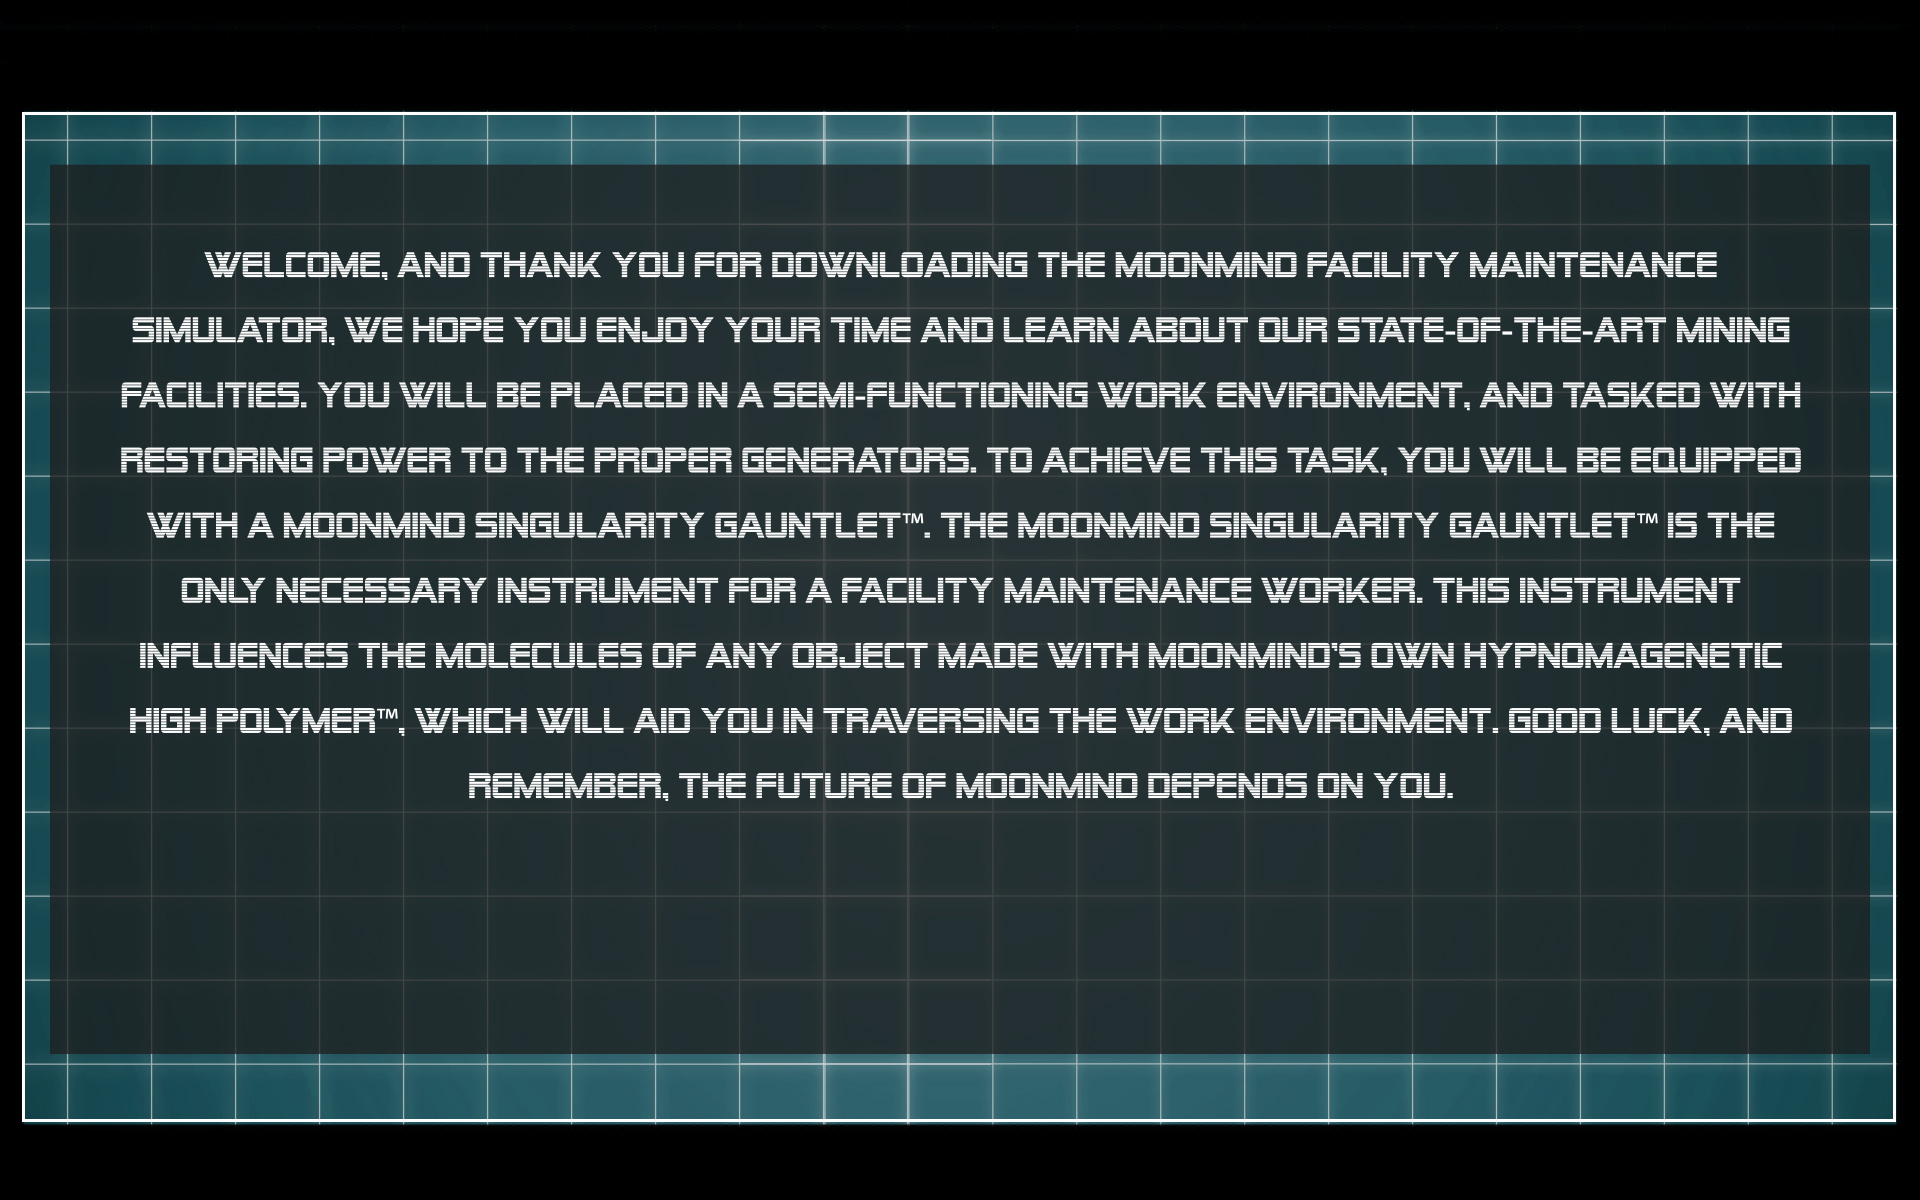 WELCOME, AND THANK YOU FOR DOWNLOADING THE MOONMIND FACILITY MAINTENANCE
SIMULATOR, WE HOPE YOU ENJOY YOUR TIME AND LEARN ABOUT OUR STATE-OF-THE-ART MINING
FACILITIES. YOU WILL BE PLACED IN A SEMI-FUNCTIONING WORK ENVIRONMENT, AND TASKED WITH
RESTORING POWER TO THE PROPER GENERATORS. TO ACHIEVE THIS TASK, YOU WILL BE EQUIPPED
WITH A MOONMIND SINGULARITY GAUNTLET™. THE MOONMIND SINGULARITY GAUNTLET™ IS THE
ONLY NECESSARY INSTRUMENT FOR A FACILITY MAINTENANCE WORKER. THIS INSTRUMENT
INFLUENCES THE MOLECULES OF ANY OBJECT MADE WITH MOONMIND'S OWN HYPNOMAGENETIC
HIGH POLYMER™, WHICH WILL AID YOU IN TRAVERSING THE WORK ENVIRONMENT. GOOD LUCK, AND
REMEMBER, THE FUTURE OF MOONMIND DEPENDS ON YOU.